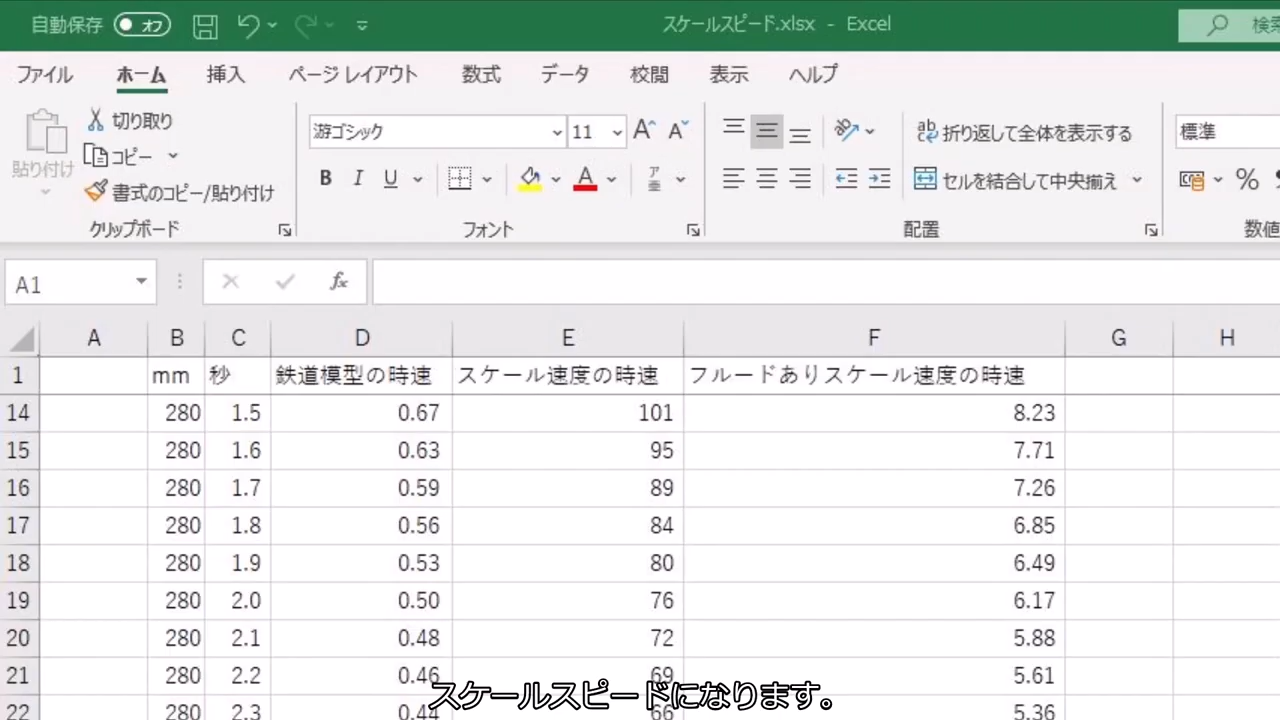 自動保存 オフ スケールスピード.xlsx - Excel 検索
ファイル ホーム 挿入 ページ レイアウト 数式 データ 校閲 表示 ヘルプ
貼り付け 切り取り コピー 書式のコピー/貼り付け
游ゴシック 11 A A 折り返して全体を表示する 標準
B I U A ア亜 セルを結合して中央揃え %
クリップボード フォント 配置 数値
A1 fx
A B C D E F G H
1 mm 秒 鉄道模型の時速 スケール速度の時速 フルードありスケール速度の時速
14 280 1.5 0.67 101 8.23
15 280 1.6 0.63 95 7.71
16 280 1.7 0.59 89 7.26
17 280 1.8 0.56 84 6.85
18 280 1.9 0.53 80 6.49
19 280 2.0 0.50 76 6.17
20 280 2.1 0.48 72 5.88
21 280 2.2 0.46 69 5.61
22 280 2.3 0.44 66 5.36
スケールスピードになります。